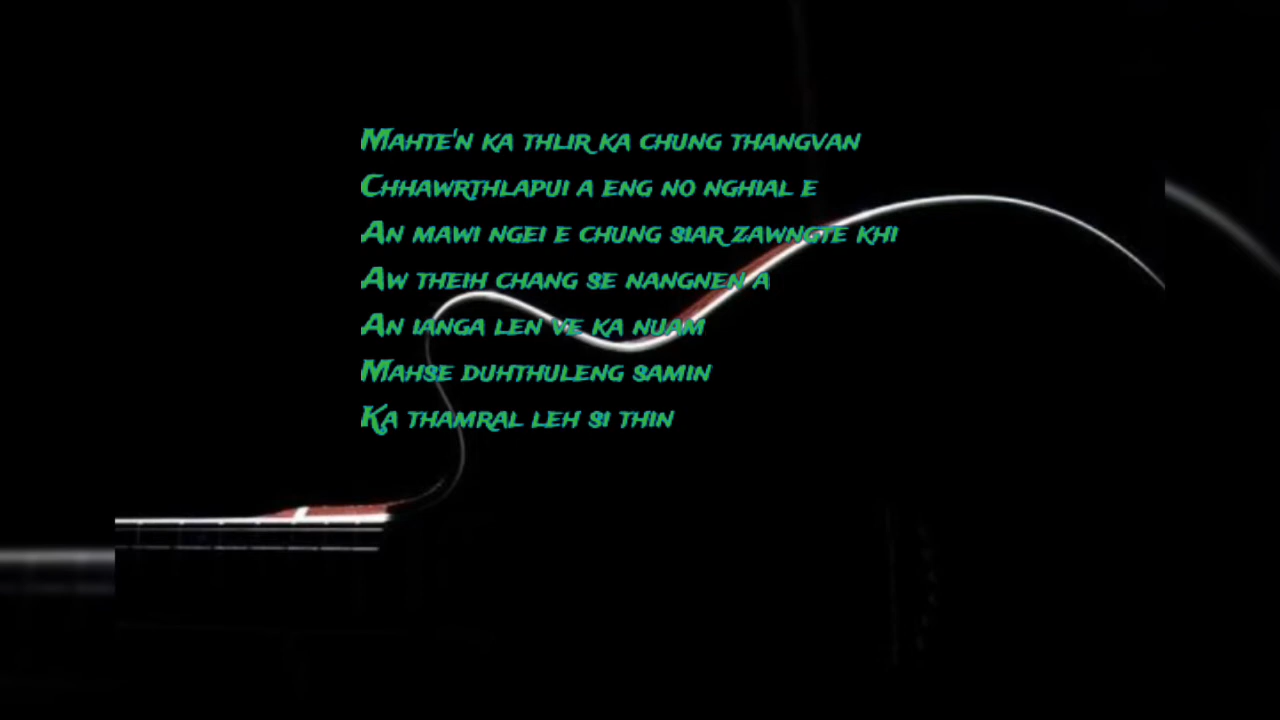 Mahte'n ka thlir ka chung thangvan
Chhawrthlapui a eng no nghial e
An mawi ngei e chung siar zawngte khi
Aw theih chang se nangnen a
An ianga len ve ka nuam
Mahse duhthuleng samin
Ka thamral leh si thin